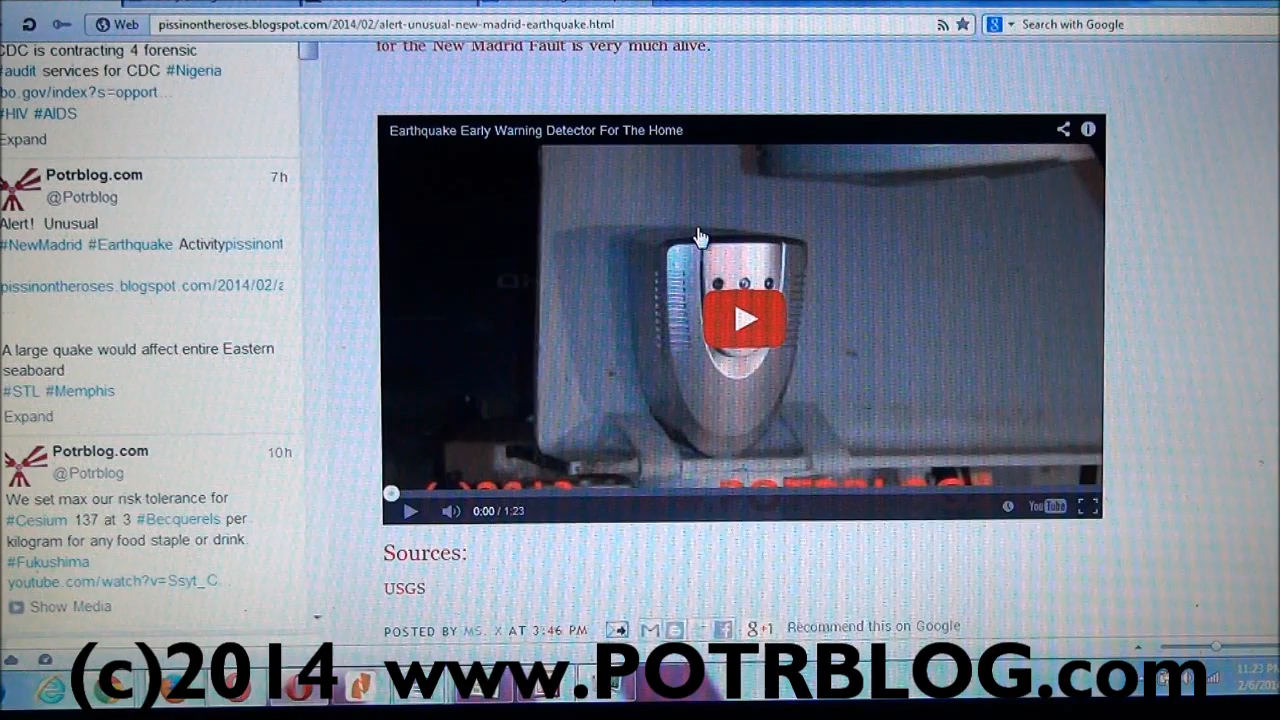 Web
pissinontheroses.blogspot.com/2014/02/alert-unusual-new-madrid-earthquake.html
Search with Google
CDC is contracting 4 forensic
#audit services for CDC #Nigeria
bo.gov/index?s=opport...
#HIV #AIDS
Expand
Potrblog.com 7h
@Potrblog
Alert! Unusual
#NewMadrid #Earthquake Activitypissinont
pissinontheroses.blogspot.com/2014/02/a
A large quake would affect entire Eastern
seaboard
#STL #Memphis
Expand
Potrblog.com 10h
@Potrblog
We set max our risk tolerance for
#Cesium 137 at 3 #Becquerels per
kilogram for any food staple or drink.
#Fukushima
youtube.com/watch?v=Ssyt_C...
Show Media
for the New Madrid Fault is very much alive.
Earthquake Early Warning Detector For The Home
0:00 / 1:23
YouTube
Sources:
USGS
POSTED BY MS. X AT 3:46 PM
g+1 Recommend this on Google
11:23 PM
(c)2014 www.POTRBLOG.com